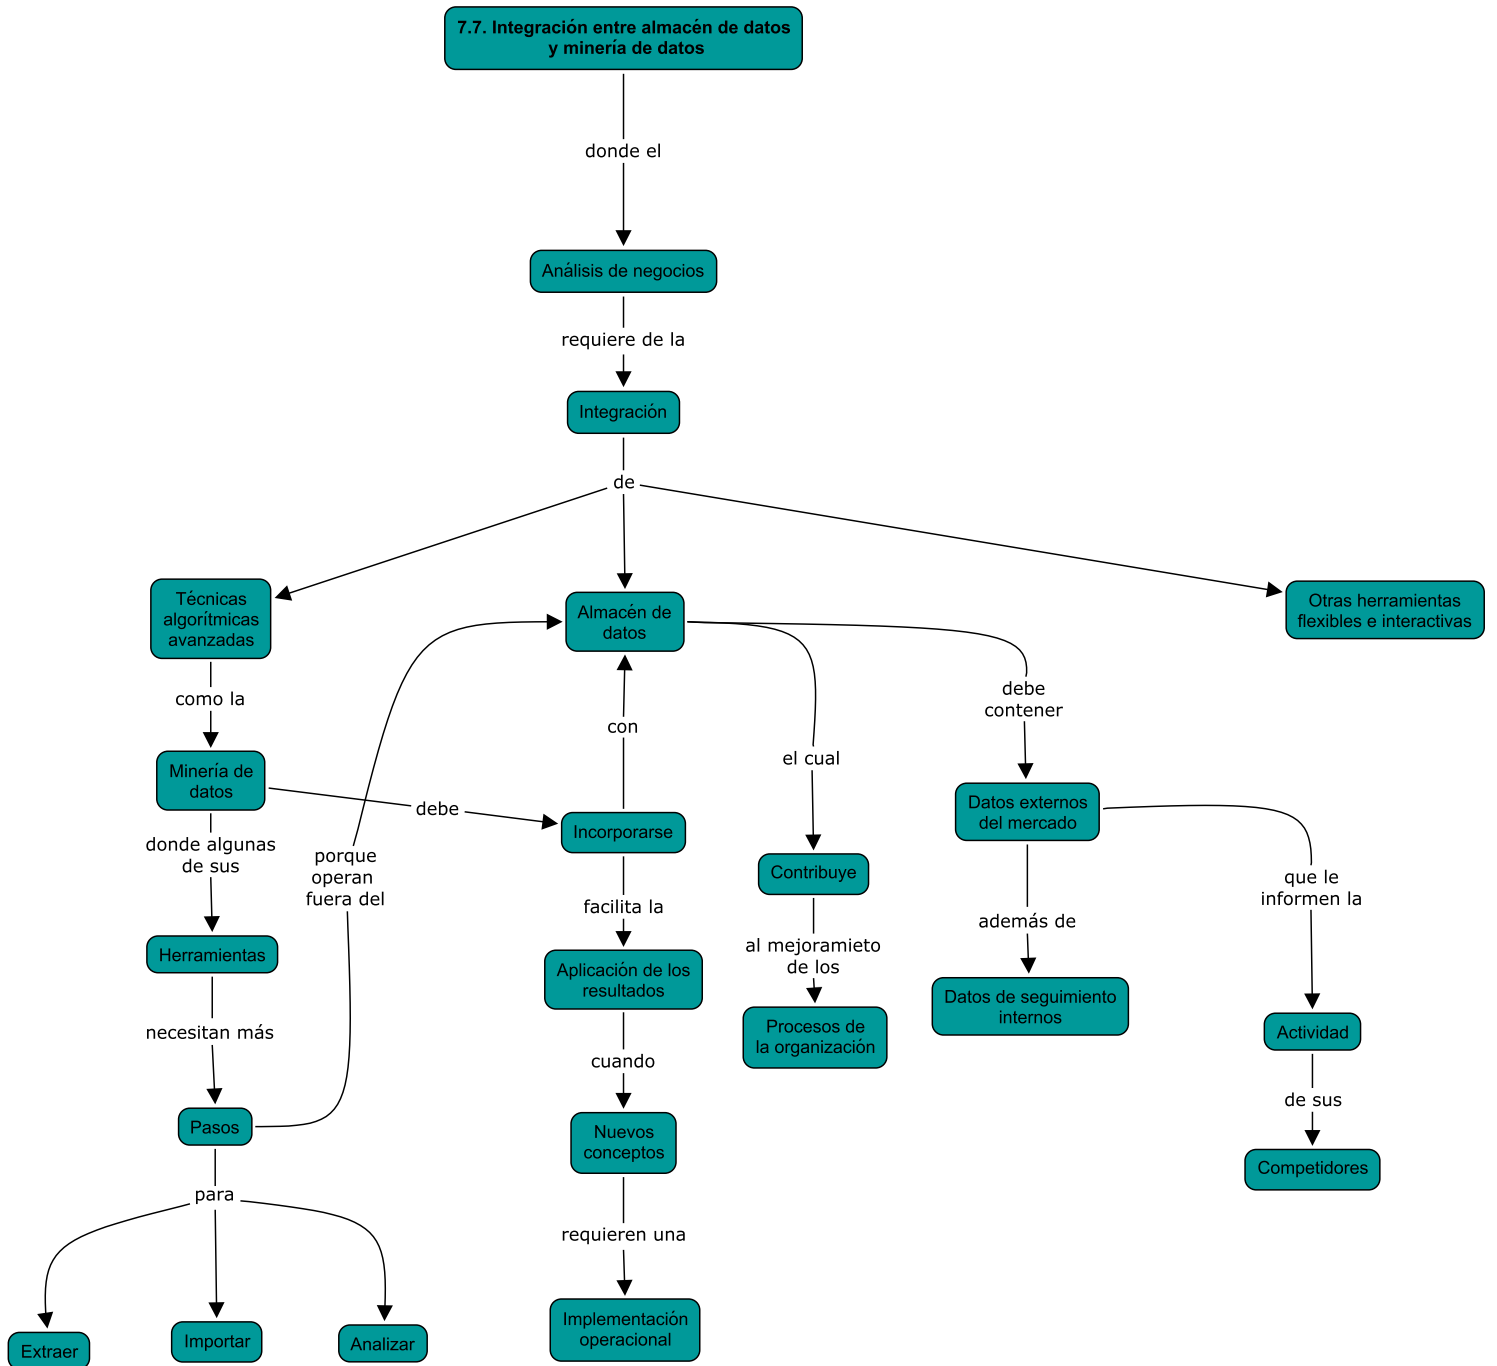 7.7. Integración entre almacén de datos
y minería de datos
donde el
Análisis de negocios
requiere de la
Integración
de
Técnicas
algorítmicas
avanzadas
Almacén de
datos
Otras herramientas
flexibles e interactivas
como la
con
debe
contener
el cual
Minería de
datos
debe
Incorporarse
Datos externos
del mercado
donde algunas
de sus
porque
operan
fuera del
Contribuye
que le
informen la
facilita la
además de
Herramientas
al mejoramieto
de los
Aplicación de los
resultados
Datos de seguimiento
internos
necesitan más
Procesos de
la organización
Actividad
cuando
de sus
Pasos
Nuevos
conceptos
Competidores
para
requieren una
Extraer
Importar
Analizar
Implementación
operacional